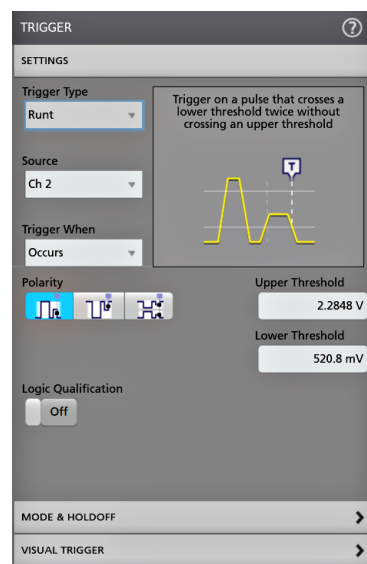 TRIGGER
?
SETTINGS
Trigger Type
Runt
Trigger on a pulse that crosses a
lower threshold twice without
crossing an upper threshold
T
Source
Ch 2
Trigger When
Occurs
Polarity
Upper Threshold
2.2848 V
Lower Threshold
520.8 mV
Logic Qualification
Off
MODE & HOLDOFF
VISUAL TRIGGER